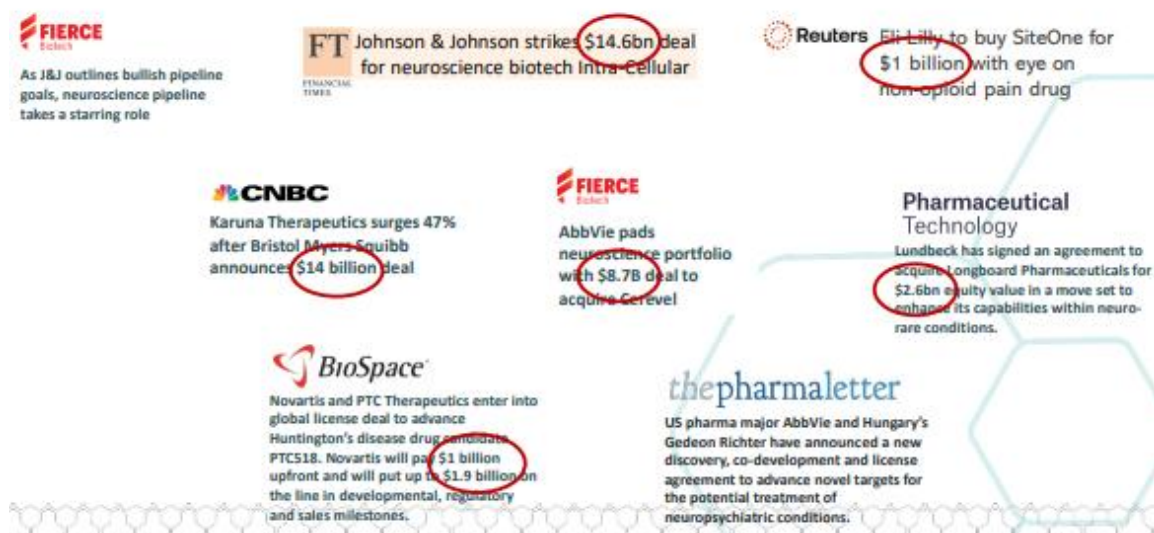 FIERCE
Biotech
As J&J outlines bullish pipeline
goals, neuroscience pipeline
takes a starring role
FT
FINANCIAL
TIMES
Johnson & Johnson strikes $14.6bn deal
for neuroscience biotech Intra-Cellular
Reuters
Eli Lilly to buy SiteOne for
$1 billion with eye on
non-opioid pain drug
CNBC
Karuna Therapeutics surges 47%
after Bristol Myers Squibb
announces $14 billion deal
FIERCE
Biotech
AbbVie pads
neuroscience portfolio
with $8.7B deal to
acquire Cerevel
Pharmaceutical
Technology
Lundbeck has signed an agreement to
acquire Longboard Pharmaceuticals for
$2.6bn equity value in a move set to
enhance its capabilities within neuro-
rare conditions.
BioSpace
Novartis and PTC Therapeutics enter into
global license deal to advance
Huntington's disease drug candidate
PTC518. Novartis will pay $1 billion
upfront and will put up to $1.9 billion on
the line in developmental, regulatory
and sales milestones.
thepharmaletter
US pharma major AbbVie and Hungary's
Gedeon Richter have announced a new
discovery, co-development and license
agreement to advance novel targets for
the potential treatment of
neuropsychiatric conditions.